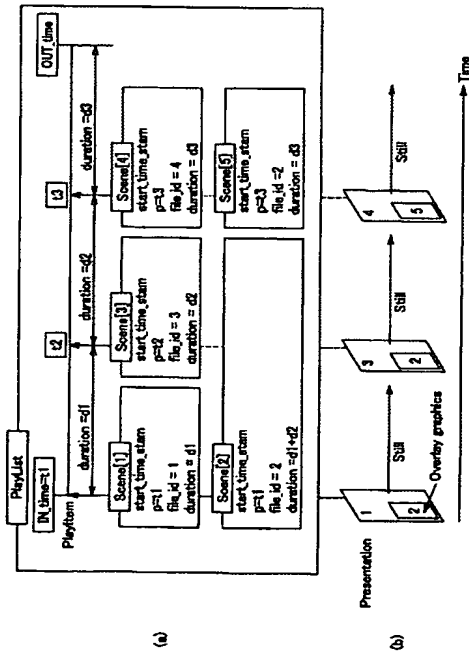 PlayList
IN_time=t1
t2
t3
OUT_time
PlayItem
duration =d1
duration =d2
duration =d3
(a)
Scene[1]
start_time_stam
p=t1
file_id = 1
duration = d1
Scene[3]
start_time_stam
p=t2
file_id = 3
duration = d2
Scene[4]
start_time_stam
p=t3
file_id = 4
duration = d3
Scene[2]
start_time_stam
p=t1
file_id = 2
duration =d1+d2
Scene[5]
start_time_stam
p=t3
file_id =2
duration = d3
(b)
Presentation
1
2
Still
3
2
Still
4
5
Still
Overlay graphics
Time